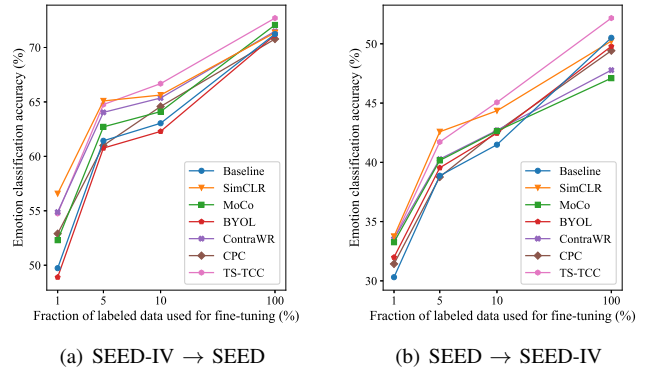 Emotion classification accuracy (%)
70
65
60
55
50
Baseline
SimCLR
MoCo
BYOL
ContraWR
CPC
TS-TCC
1 5 10 100
Fraction of labeled data used for fine-tuning (%)
(a) SEED-IV → SEED
Emotion classification accuracy (%)
50
45
40
35
30
Baseline
SimCLR
MoCo
BYOL
ContraWR
CPC
TS-TCC
1 5 10 100
Fraction of labeled data used for fine-tuning (%)
(b) SEED → SEED-IV